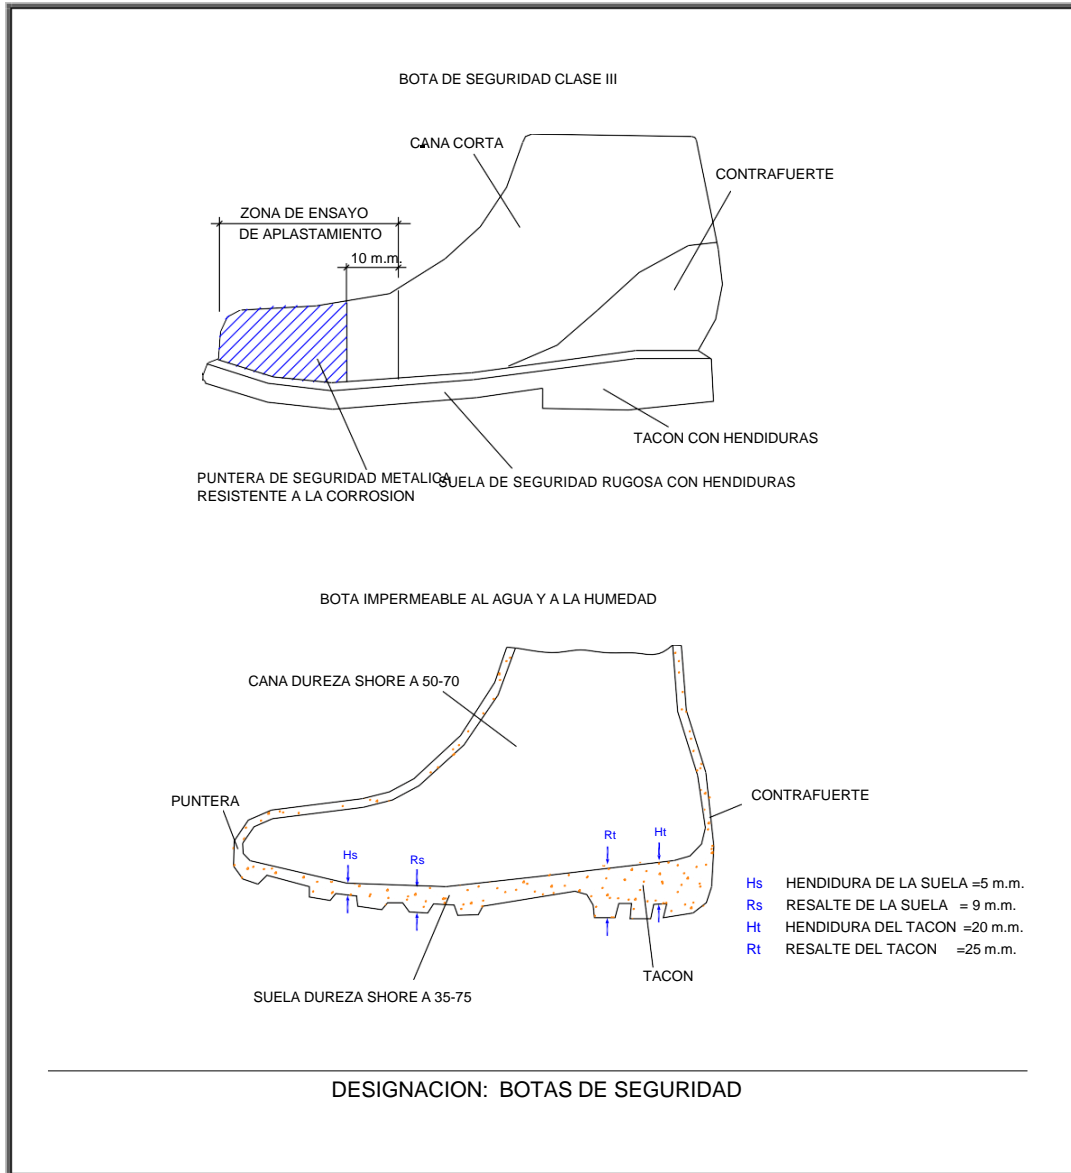 BOTA DE SEGURIDAD CLASE III
CANA CORTA
CONTRAFUERTE
ZONA DE ENSAYO
DE APLASTAMIENTO
10 m.m.
TACON CON HENDIDURAS
PUNTERA DE SEGURIDAD METALICA
RESISTENTE A LA CORROSION
SUELA DE SEGURIDAD RUGOSA CON HENDIDURAS
BOTA IMPERMEABLE AL AGUA Y A LA HUMEDAD
CANA DUREZA SHORE A 50-70
PUNTERA
CONTRAFUERTE
Hs
Rs
Rt
Ht
Hs HENDIDURA DE LA SUELA =5 m.m.
Rs RESALTE DE LA SUELA = 9 m.m.
Ht HENDIDURA DEL TACON =20 m.m.
Rt RESALTE DEL TACON =25 m.m.
TACON
SUELA DUREZA SHORE A 35-75
DESIGNACION: BOTAS DE SEGURIDAD